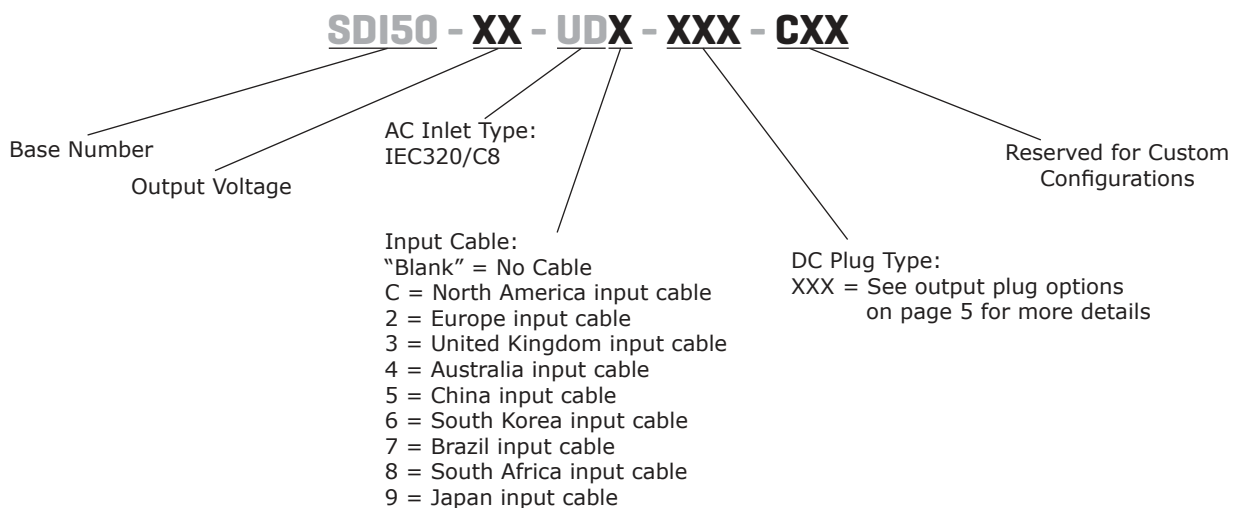 SDI50 - XX - UDX - XXX - CXX
Base Number
Output Voltage
AC Inlet Type:
IEC320/C8
Input Cable:
“Blank” = No Cable
C = North America input cable
2 = Europe input cable
3 = United Kingdom input cable
4 = Australia input cable
5 = China input cable
6 = South Korea input cable
7 = Brazil input cable
8 = South Africa input cable
9 = Japan input cable
DC Plug Type:
XXX = See output plug options
on page 5 for more details
Reserved for Custom
Configurations